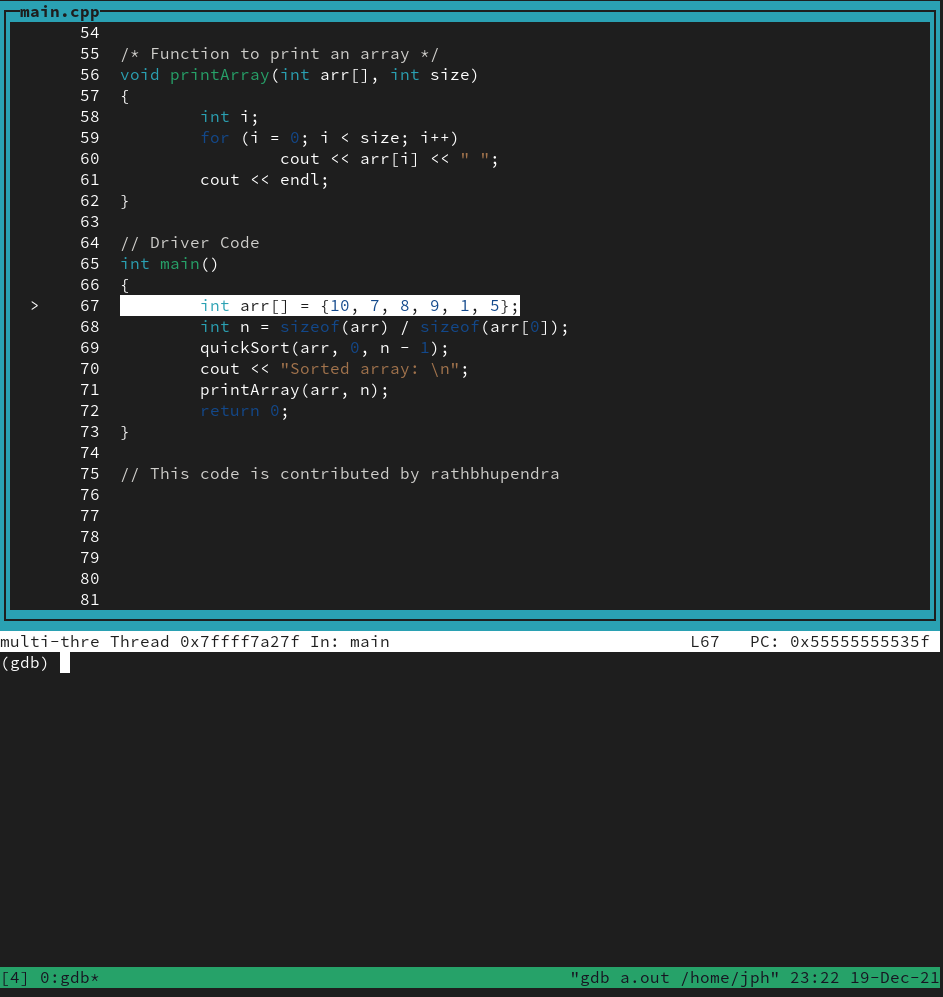 main.cpp
54
55  /* Function to print an array */
56  void printArray(int arr[], int size)
57  {
58          int i;
59          for (i = 0; i < size; i++)
60                  cout << arr[i] << " ";
61          cout << endl;
62  }
63
64  // Driver Code
65  int main()
66  {
>    67          int arr[] = {10, 7, 8, 9, 1, 5};
68          int n = sizeof(arr) / sizeof(arr[0]);
69          quickSort(arr, 0, n - 1);
70          cout << "Sorted array: \n";
71          printArray(arr, n);
72          return 0;
73  }
74
75  // This code is contributed by rathbhupendra
76
77
78
79
80
81
multi-thre Thread 0x7ffff7a27f In: main                              L67   PC: 0x55555555535f
(gdb)
[4] 0:gdb*                                               "gdb a.out /home/jph" 23:22 19-Dec-21